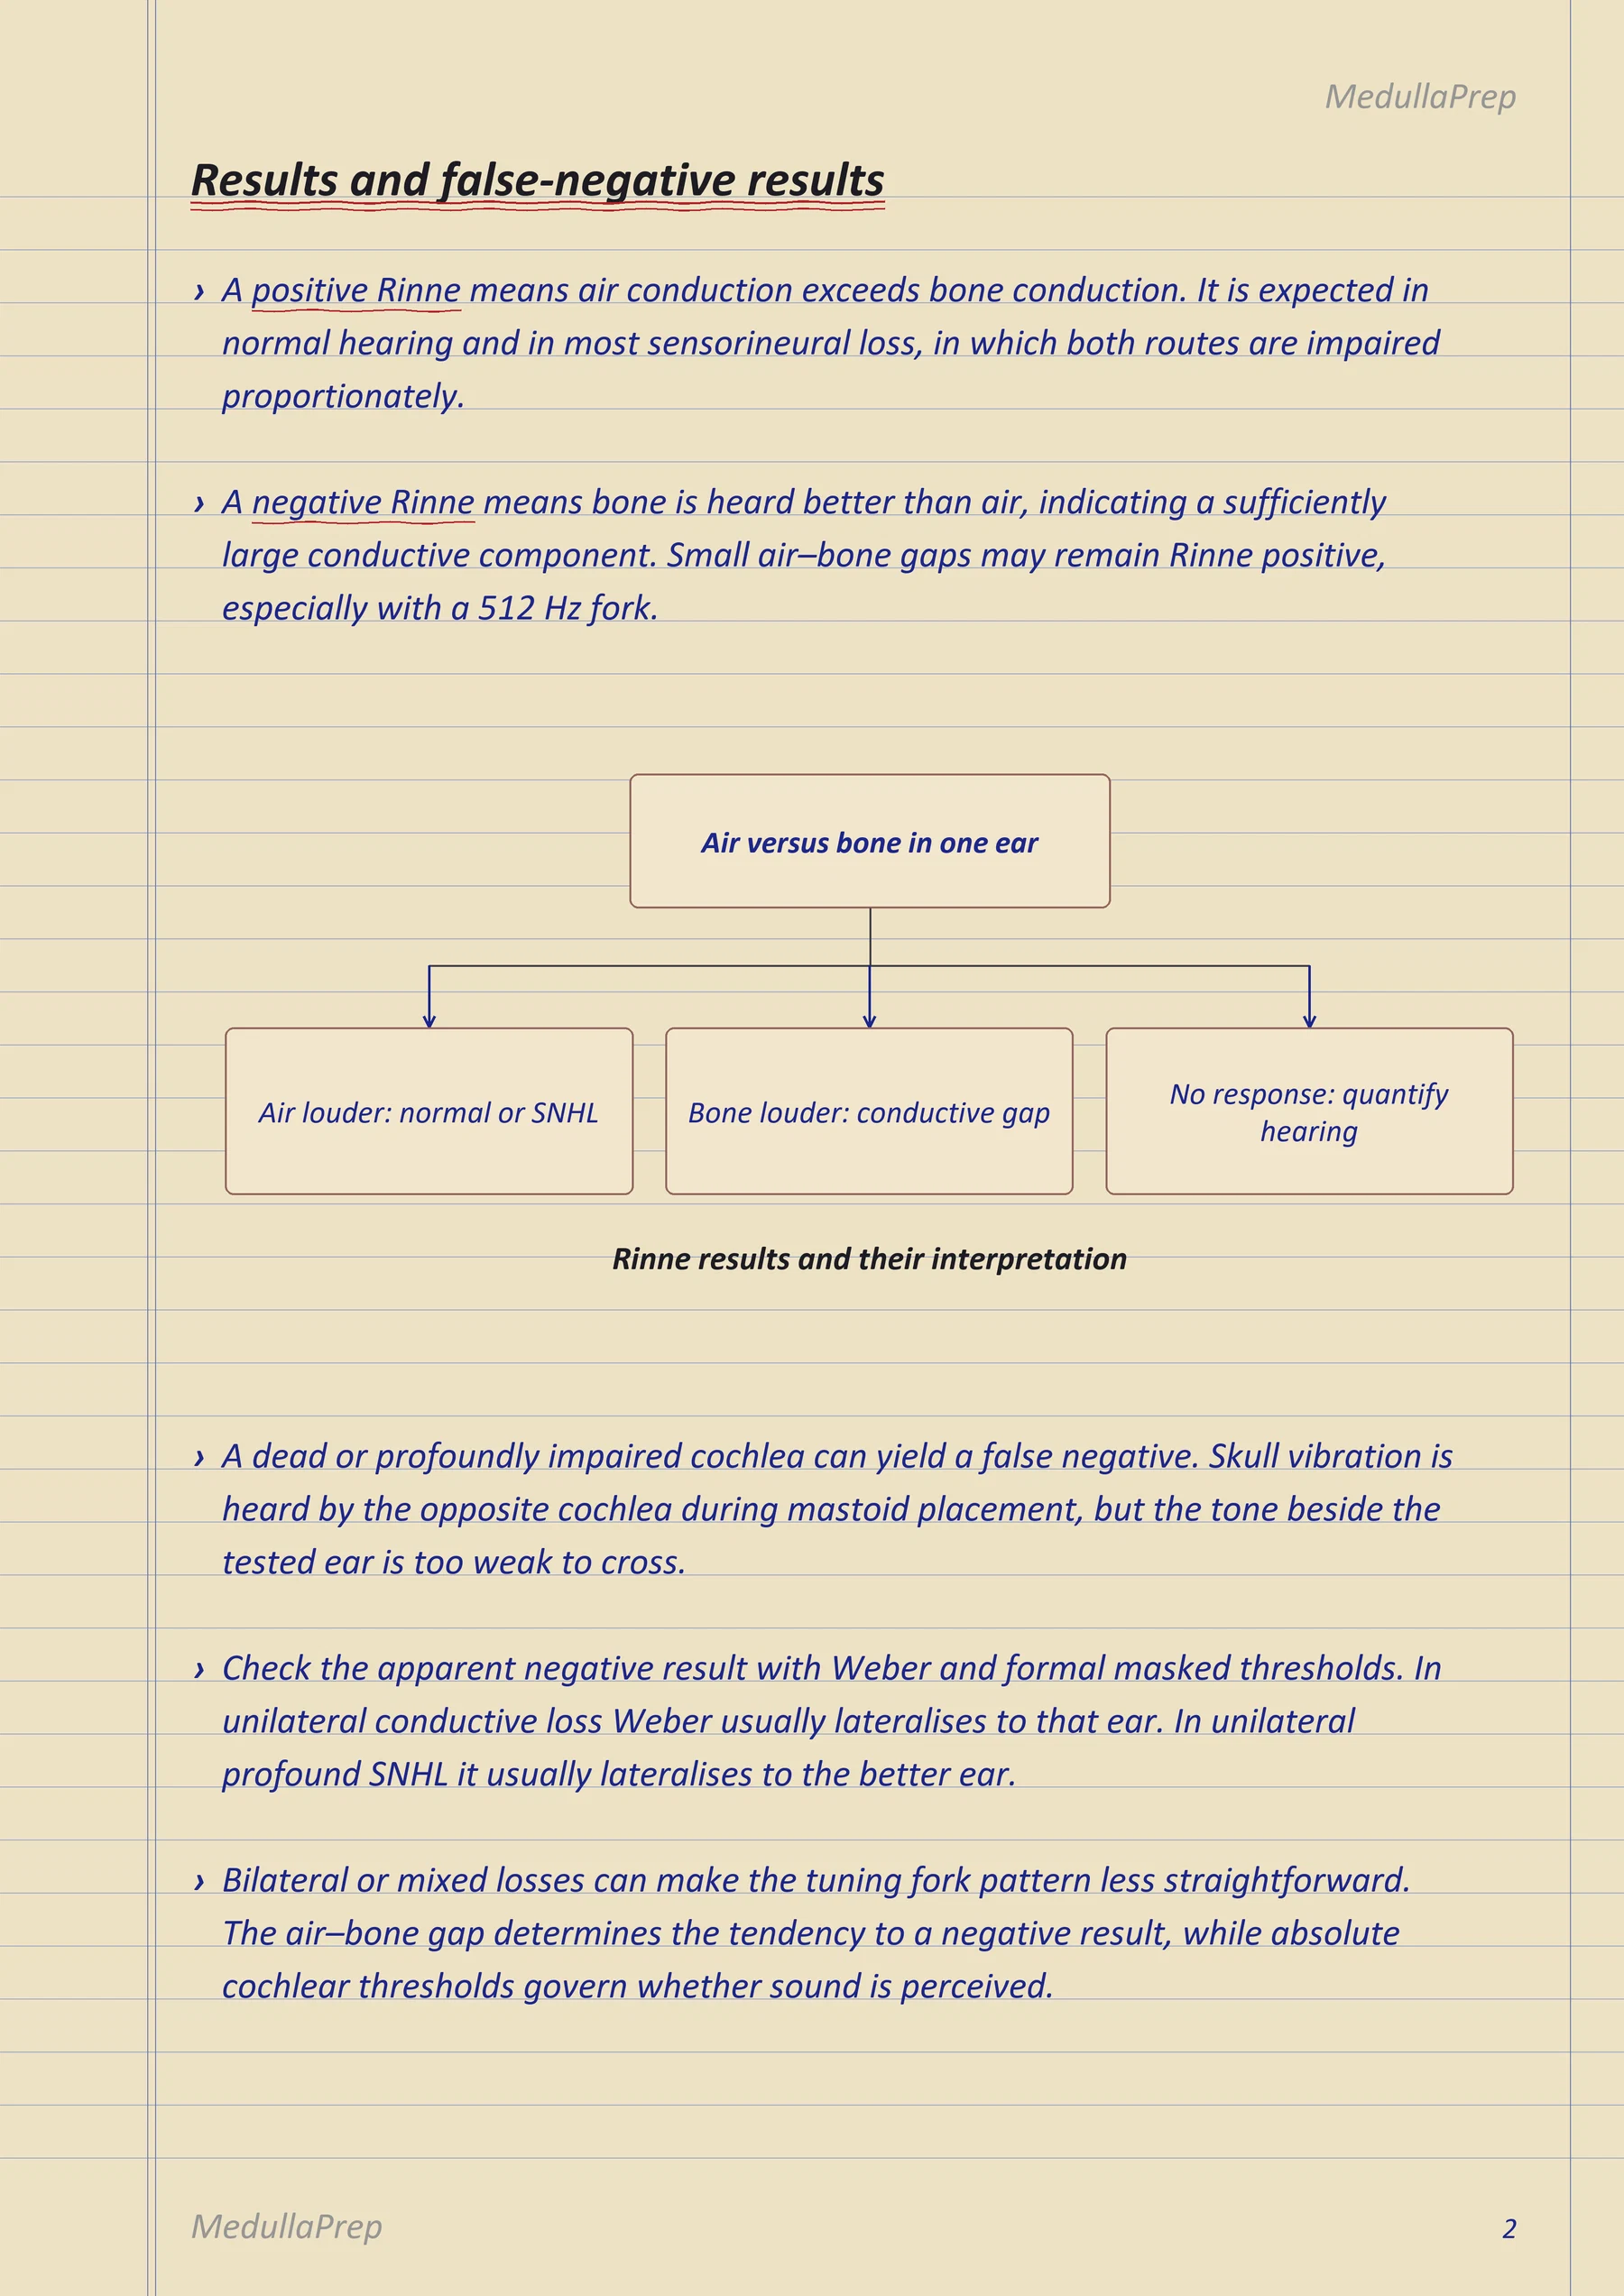 MedullaPrep
Results and false-negative results
› A positive Rinne means air conduction exceeds bone conduction. It is expected in
normal hearing and in most sensorineural loss, in which both routes are impaired
proportionately.
› A negative Rinne means bone is heard better than air, indicating a sufficiently
large conductive component. Small air–bone gaps may remain Rinne positive,
especially with a 512 Hz fork.
Air versus bone in one ear
Air louder: normal or SNHL
Bone louder: conductive gap
No response: quantify
hearing
Rinne results and their interpretation
› A dead or profoundly impaired cochlea can yield a false negative. Skull vibration is
heard by the opposite cochlea during mastoid placement, but the tone beside the
tested ear is too weak to cross.
› Check the apparent negative result with Weber and formal masked thresholds. In
unilateral conductive loss Weber usually lateralises to that ear. In unilateral
profound SNHL it usually lateralises to the better ear.
› Bilateral or mixed losses can make the tuning fork pattern less straightforward.
The air–bone gap determines the tendency to a negative result, while absolute
cochlear thresholds govern whether sound is perceived.
MedullaPrep
2